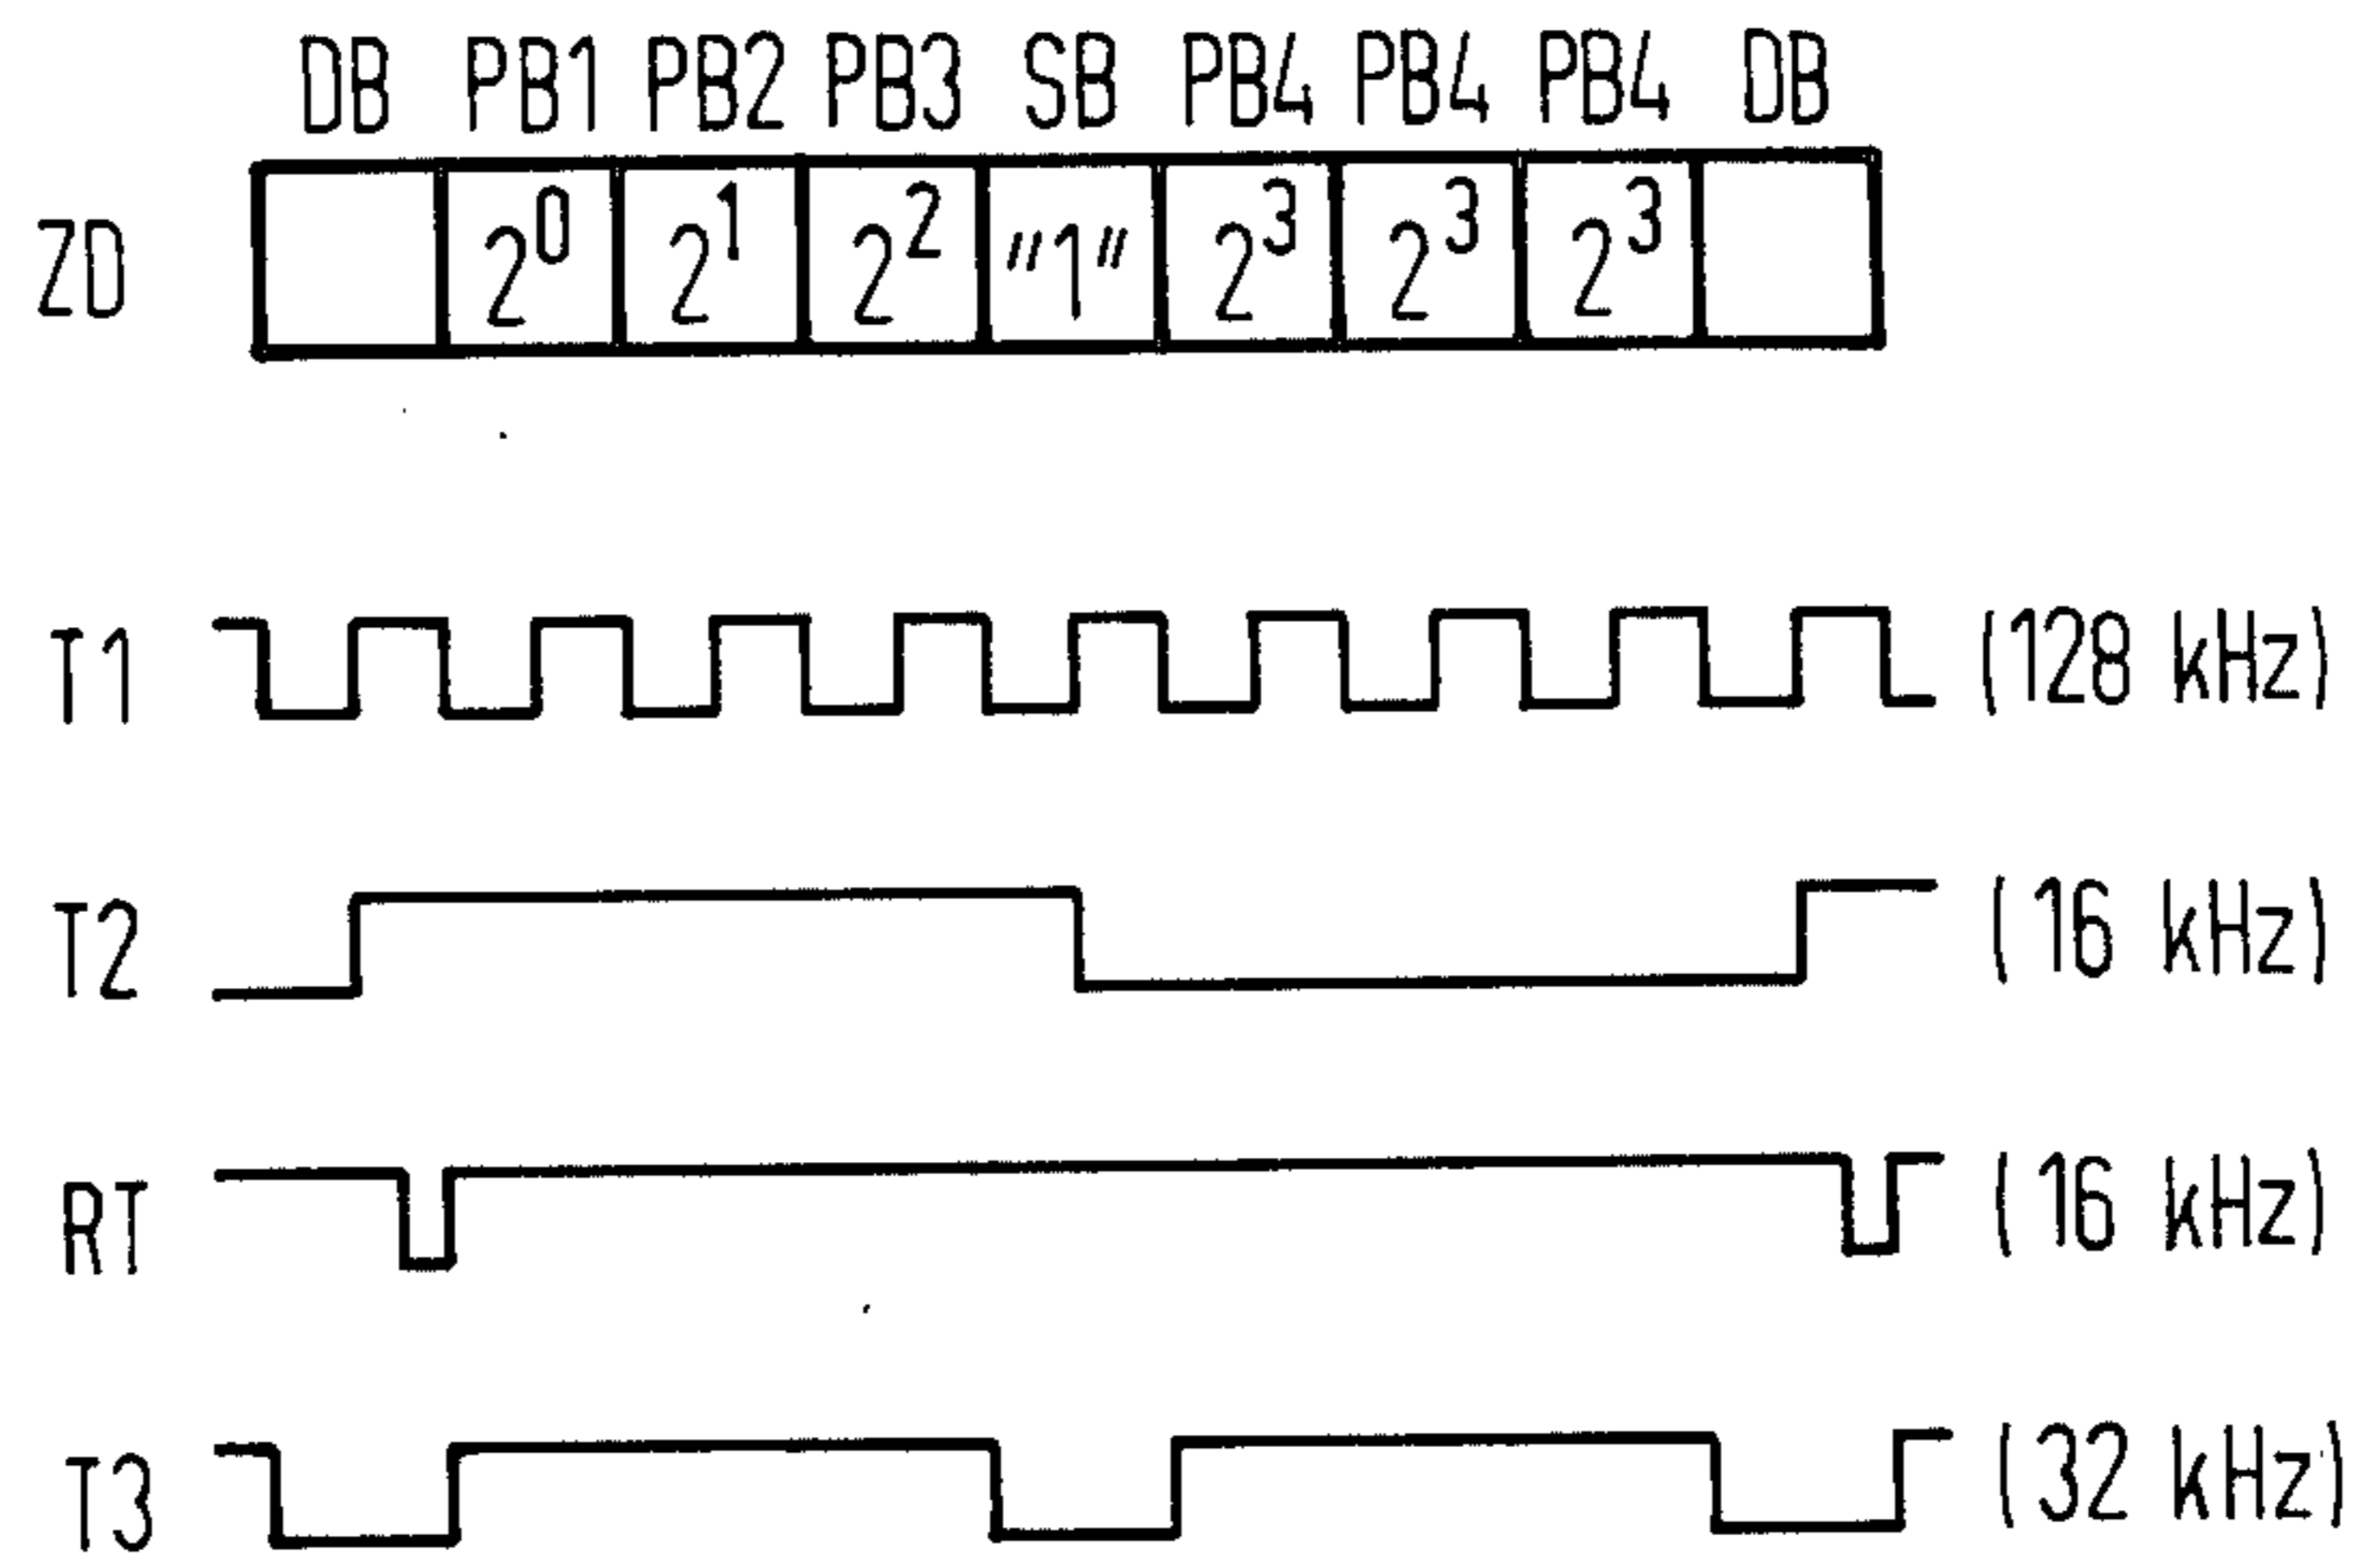 DB PB1 PB2 PB3 SB PB4 PB4 PB4 DB
ZD 2⁰ 2¹ 2² "1" 2³ 2³ 2³
T1 (128 kHz)
T2 (16 kHz)
RT (16 kHz)
T3 (32 kHz)